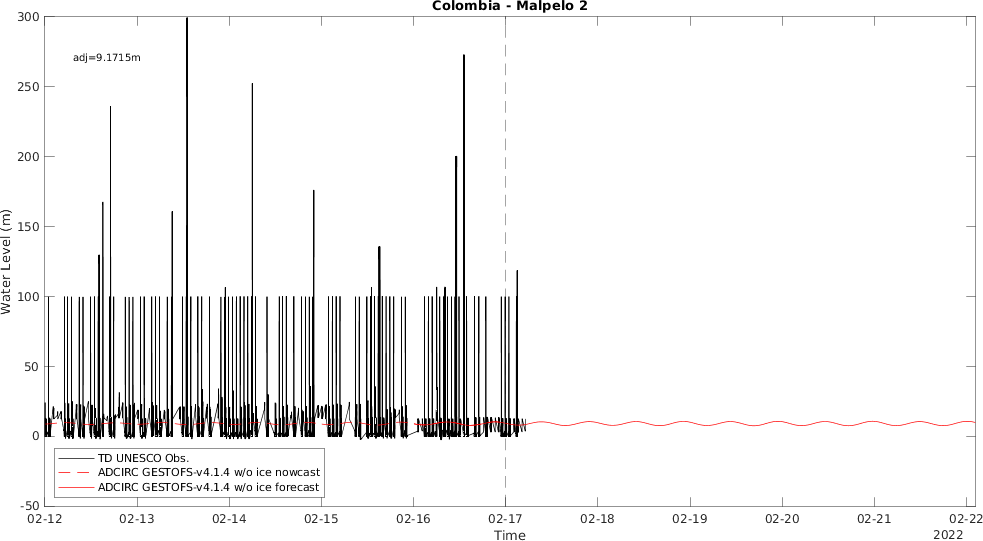 Colombia - Malpelo 2
adj=9.1715m
Water Level (m)
300
250
200
150
100
50
0
-50
TD UNESCO Obs.
ADCIRC GESTOFS-v4.1.4 w/o ice nowcast
ADCIRC GESTOFS-v4.1.4 w/o ice forecast
02-12 02-13 02-14 02-15 02-16 02-17 02-18 02-19 02-20 02-21 02-22
Time
2022